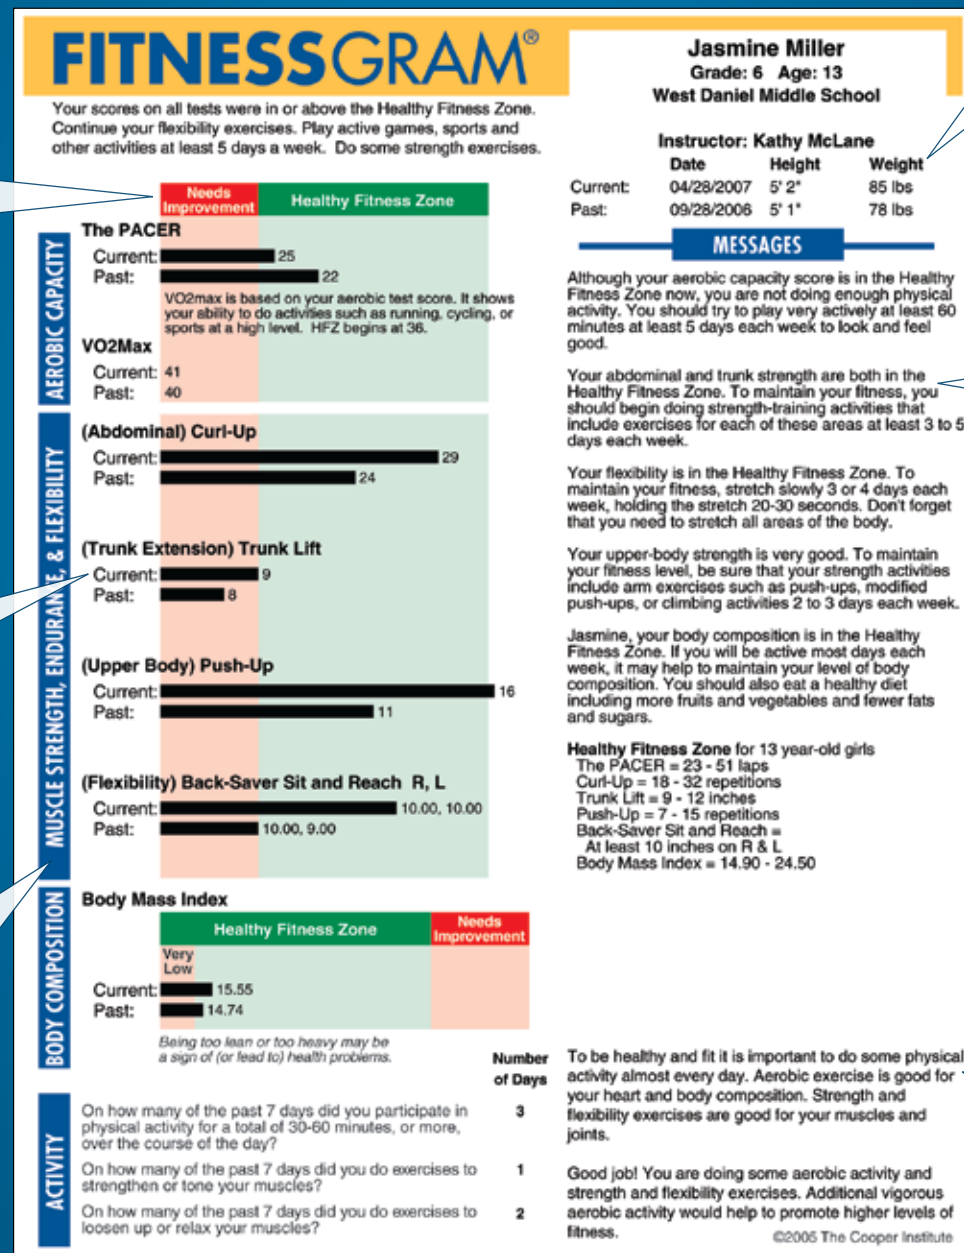 FITNESSGRAM®
Your scores on all tests were in or above the Healthy Fitness Zone.
Continue your flexibility exercises. Play active games, sports and
other activities at least 5 days a week. Do some strength exercises.
Jasmine Miller
Grade: 6 Age: 13
West Daniel Middle School
Instructor: Kathy McLane
Date Height Weight
Current: 04/28/2007 5' 2" 85 lbs
Past: 09/28/2006 5' 1" 78 lbs
Needs
Improvement
Healthy Fitness Zone
AEROBIC CAPACITY
The PACER
Current: 25
Past: 22
VO2max is based on your aerobic test score. It shows
your ability to do activities such as running, cycling, or
sports at a high level. HFZ begins at 36.
VO2Max
Current: 41
Past: 40
MUSCLE STRENGTH, ENDURANCE, & FLEXIBILITY
(Abdominal) Curl-Up
Current: 29
Past: 24
(Trunk Extension) Trunk Lift
Current: 9
Past: 8
(Upper Body) Push-Up
Current: 16
Past: 11
(Flexibility) Back-Saver Sit and Reach R, L
Current: 10.00, 10.00
Past: 10.00, 9.00
BODY COMPOSITION
Body Mass Index
Healthy Fitness Zone
Needs
Improvement
Very
Low
Current: 15.55
Past: 14.74
Being too lean or too heavy may be
a sign of (or lead to) health problems.
Number
of Days
ACTIVITY
On how many of the past 7 days did you participate in
physical activity for a total of 30-60 minutes, or more,
over the course of the day?
3
On how many of the past 7 days did you do exercises to
strengthen or tone your muscles?
1
On how many of the past 7 days did you do exercises to
loosen up or relax your muscles?
2
MESSAGES
Although your aerobic capacity score is in the Healthy
Fitness Zone now, you are not doing enough physical
activity. You should try to play very actively at least 60
minutes at least 5 days each week to look and feel
good.
Your abdominal and trunk strength are both in the
Healthy Fitness Zone. To maintain your fitness, you
should begin doing strength-training activities that
include exercises for each of these areas at least 3 to 5
days each week.
Your flexibility is in the Healthy Fitness Zone. To
maintain your fitness, stretch slowly 3 or 4 days each
week, holding the stretch 20-30 seconds. Don't forget
that you need to stretch all areas of the body.
Your upper-body strength is very good. To maintain
your fitness level, be sure that your strength activities
include arm exercises such as push-ups, modified
push-ups, or climbing activities 2 to 3 days each week.
Jasmine, your body composition is in the Healthy
Fitness Zone. If you will be active most days each
week, it may help to maintain your level of body
composition. You should also eat a healthy diet
including more fruits and vegetables and fewer fats
and sugars.
Healthy Fitness Zone for 13 year-old girls
The PACER = 23 - 51 laps
Curl-Up = 18 - 32 repetitions
Trunk Lift = 9 - 12 inches
Push-Up = 7 - 15 repetitions
Back-Saver Sit and Reach =
At least 10 inches on R & L
Body Mass Index = 14.90 - 24.50
To be healthy and fit it is important to do some physical
activity almost every day. Aerobic exercise is good for
your heart and body composition. Strength and
flexibility exercises are good for your muscles and
joints.
Good job! You are doing some aerobic activity and
strength and flexibility exercises. Additional vigorous
aerobic activity would help to promote higher levels of
fitness.
©2005 The Cooper Institute